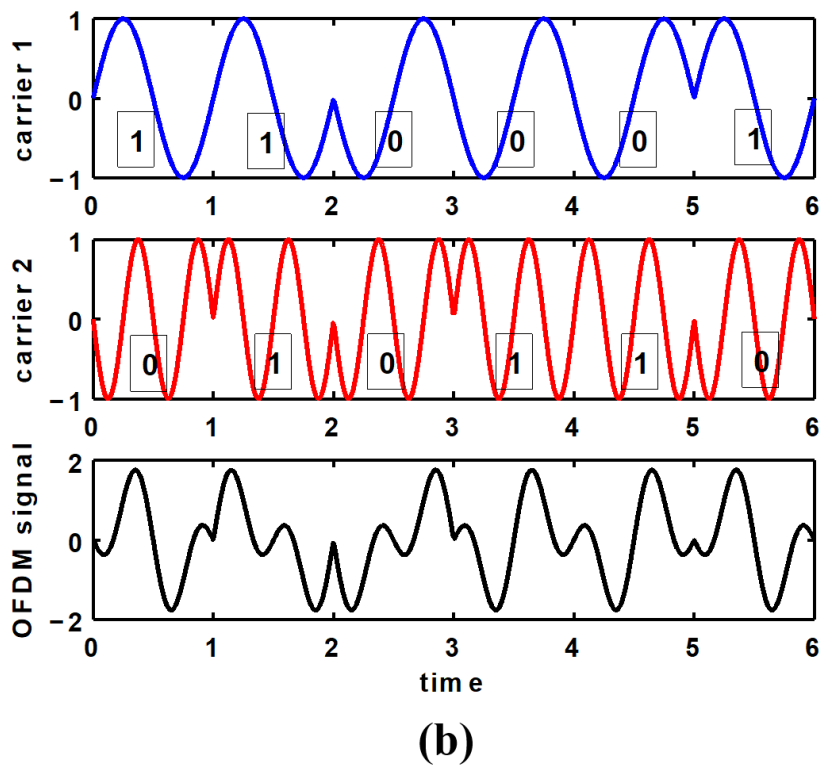 carrier 1
1
0
−1
1 1 0 0 0 1
0 1 2 3 4 5 6
carrier 2
1
0
−1
0 1 0 1 1 0
0 1 2 3 4 5 6
OFDM signal
2
0
−2
0 1 2 3 4 5 6
time
(b)